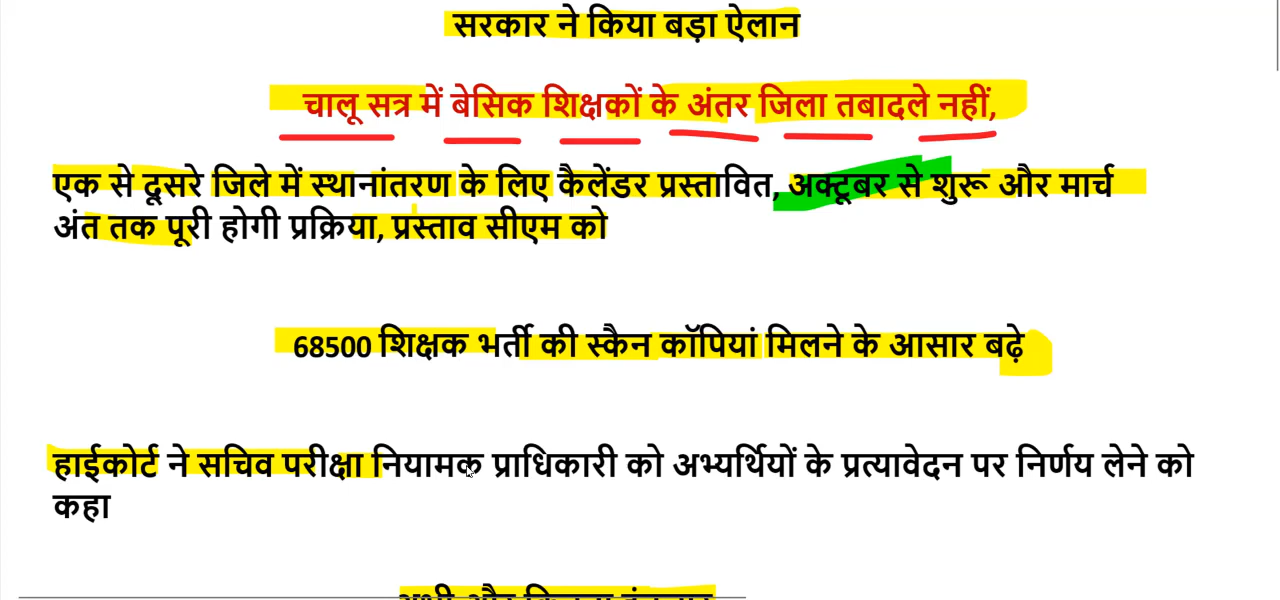 सरकार ने किया बड़ा ऐलान
चालू सत्र में बेसिक शिक्षकों के अंतर जिला तबादले नहीं,
एक से दूसरे जिले में स्थानांतरण के लिए कैलेंडर प्रस्तावित, अक्टूबर से शुरू और मार्च
अंत तक पूरी होगी प्रक्रिया, प्रस्ताव सीएम को
68500 शिक्षक भर्ती की स्कैन कॉपियां मिलने के आसार बढ़े
हाईकोर्ट ने सचिव परीक्षा नियामक प्राधिकारी को अभ्यर्थियों के प्रत्यावेदन पर निर्णय लेने को
कहा